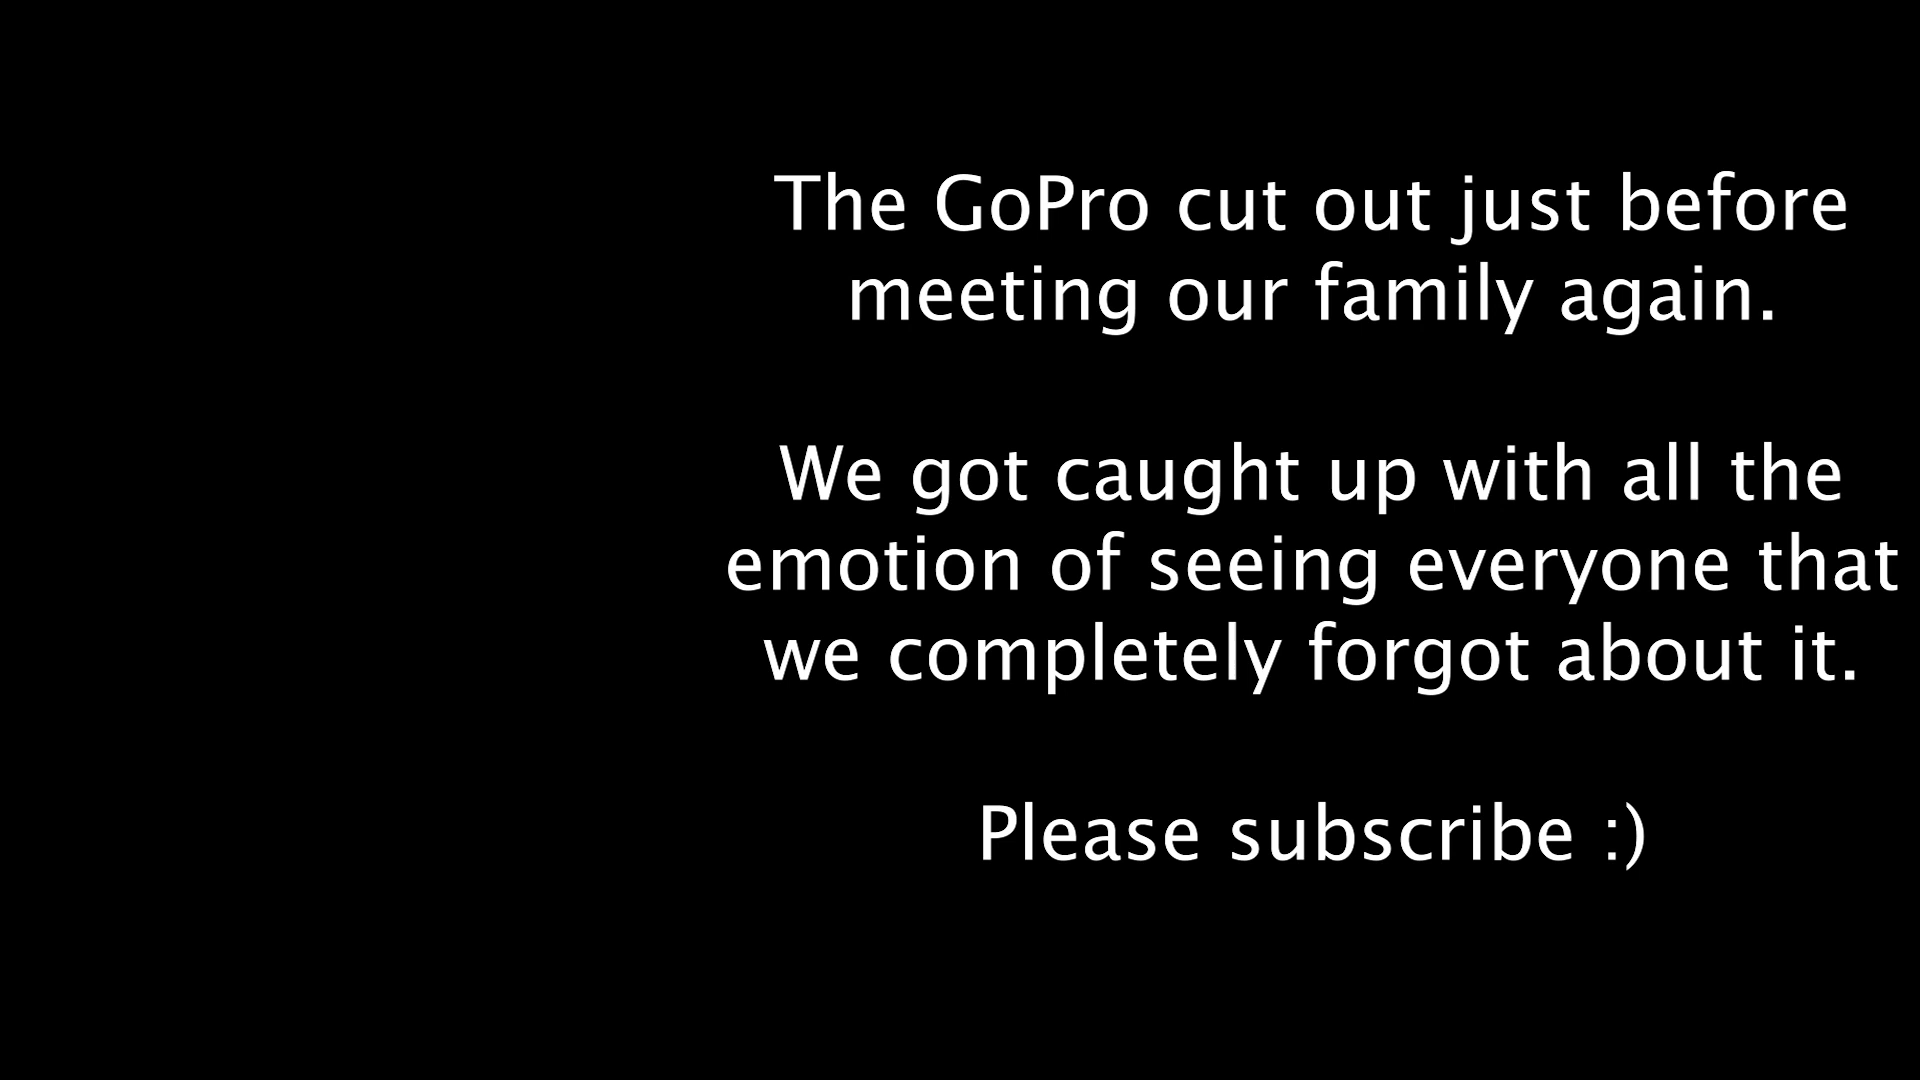 The GoPro cut out just before
meeting our family again.
We got caught up with all the
emotion of seeing everyone that
we completely forgot about it.
Please subscribe :)